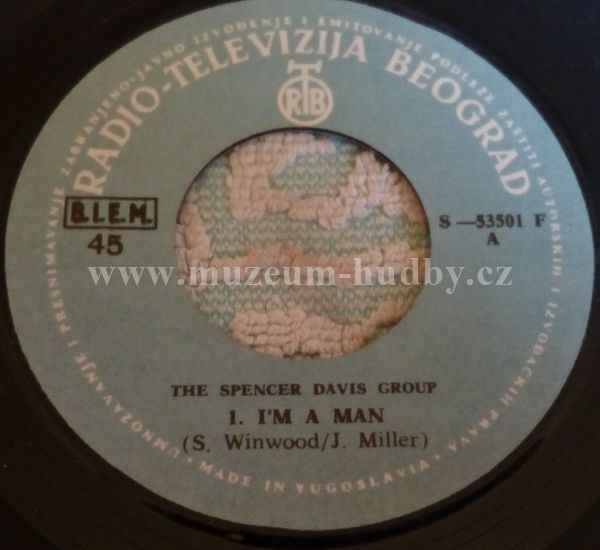 UMNOŽAVANJE I PRESNIMAVANJE ZABRANJENO • JAVNO IZVOĐENJE I EMITOVANJE PODLEŽE ZAŠTITI AUTORSKIH I IZVOĐAČKIH PRAVA •
RADIO-TELEVIZIJA BEOGRAD
RTB
B.I.E.M.
45
S—53501 F
A
www.muzeum-hudby.cz
THE SPENCER DAVIS GROUP
1. I'M A MAN
(S. Winwood/J. Miller)
MADE IN YUGOSLAVIA